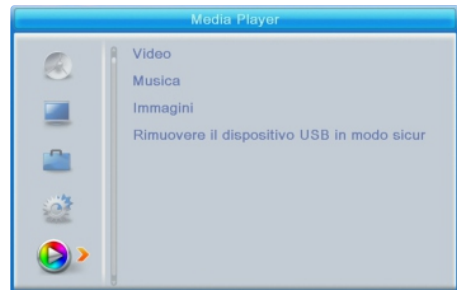 Media Player
Video
Musica
Immagini
Rimuovere il dispositivo USB in modo sicur